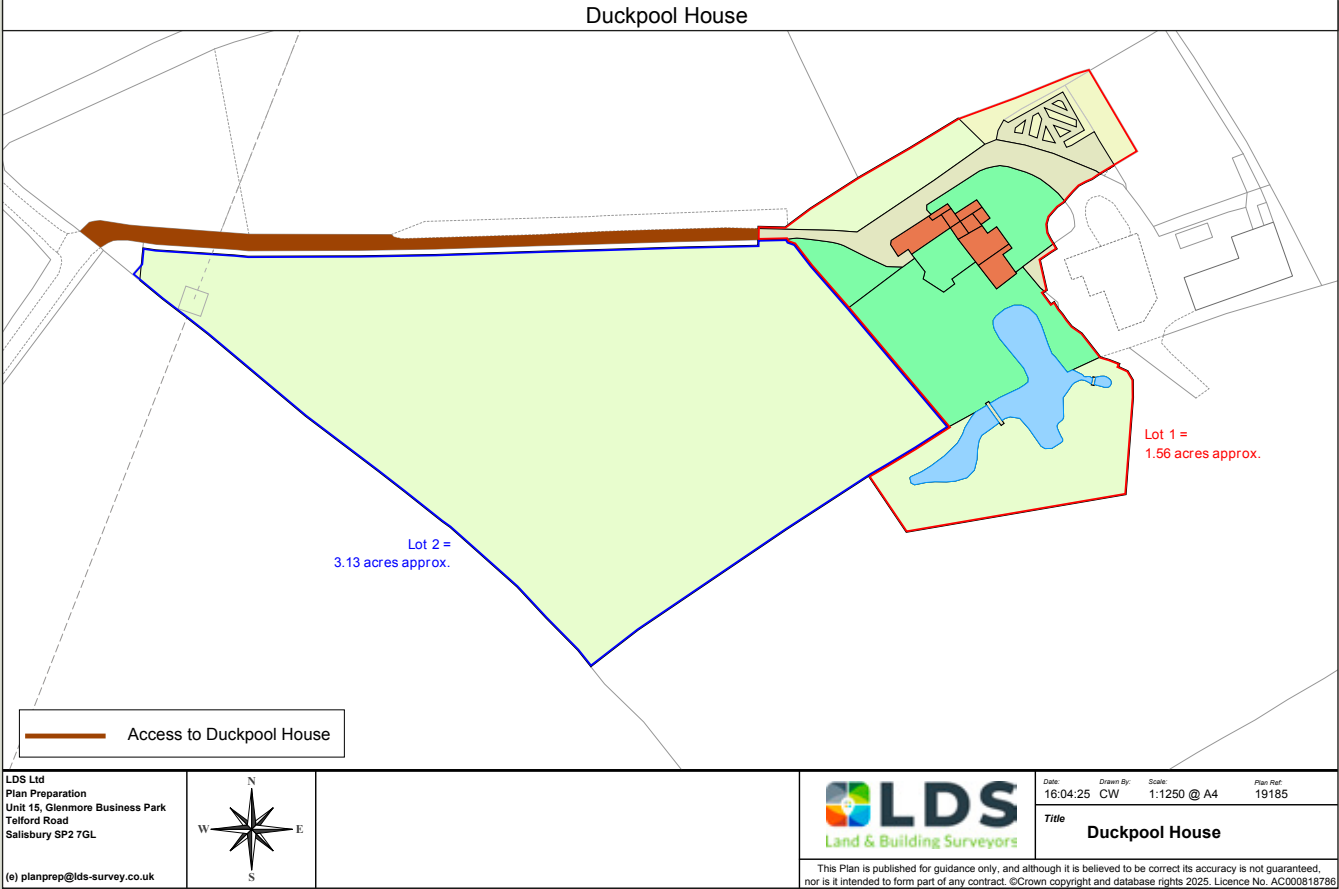 Duckpool House
Lot 1 =
1.56 acres approx.
Lot 2 =
3.13 acres approx.
Access to Duckpool House
LDS Ltd
Plan Preparation
Unit 15, Glenmore Business Park
Telford Road
Salisbury SP2 7GL
(e) planprep@lds-survey.co.uk
N
W E
S
LDS
Land & Building Surveyors
Date: Drawn By: Scale: Plan Ref:
16:04:25 CW 1:1250 @ A4 19185
Title
Duckpool House
This Plan is published for guidance only, and although it is believed to be correct its accuracy is not guaranteed,
nor is it intended to form part of any contract. ©Crown copyright and database rights 2025. Licence No. AC000818786